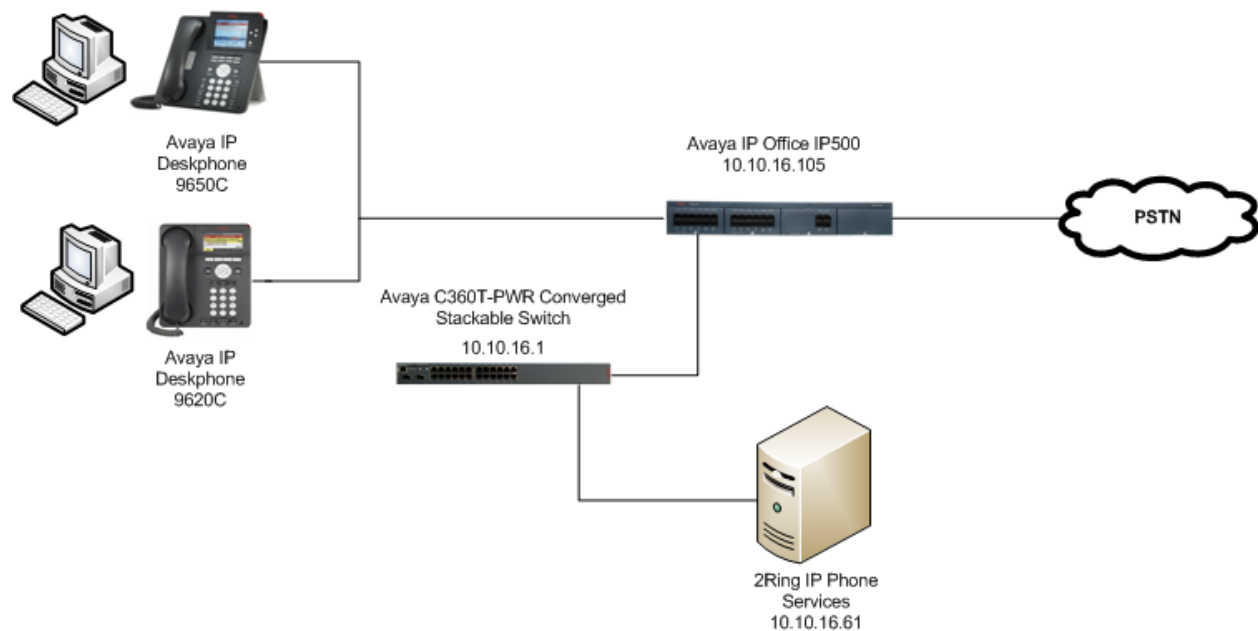 Avaya IP
Deskphone
9650C
Avaya IP Office IP500
10.10.16.105
PSTN
Avaya C360T-PWR Converged
Stackable Switch
10.10.16.1
Avaya IP
Deskphone
9620C
2Ring IP Phone
Services
10.10.16.61